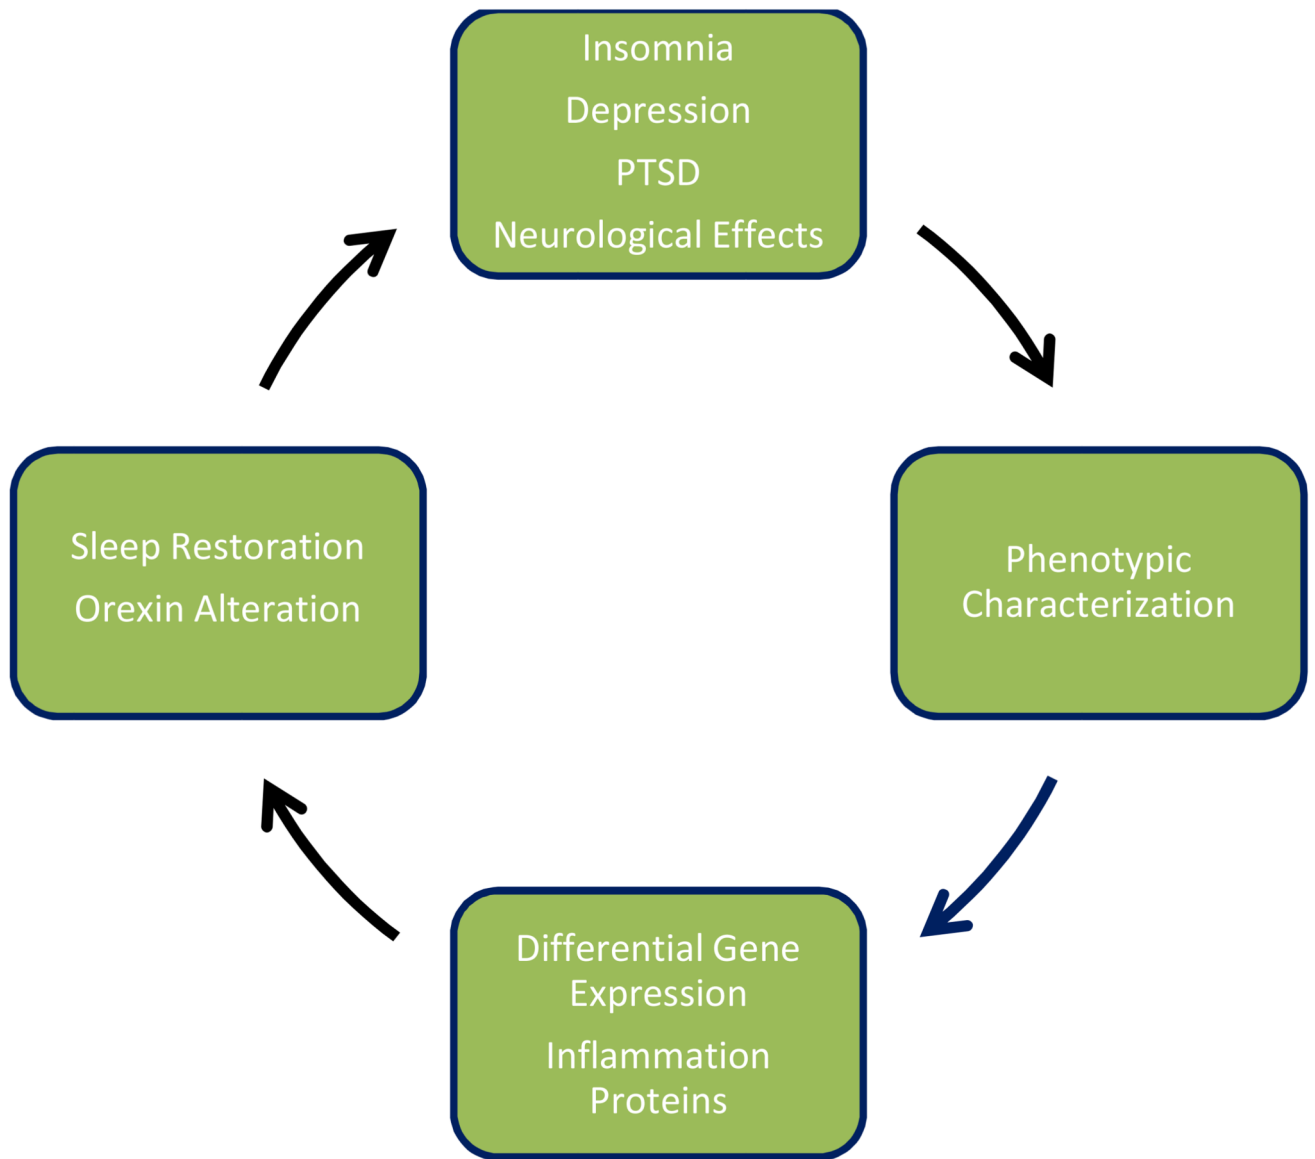 Insomnia
Depression
PTSD
Neurological Effects
Sleep Restoration
Orexin Alteration
Phenotypic
Characterization
Differential Gene
Expression
Inflammation
Proteins